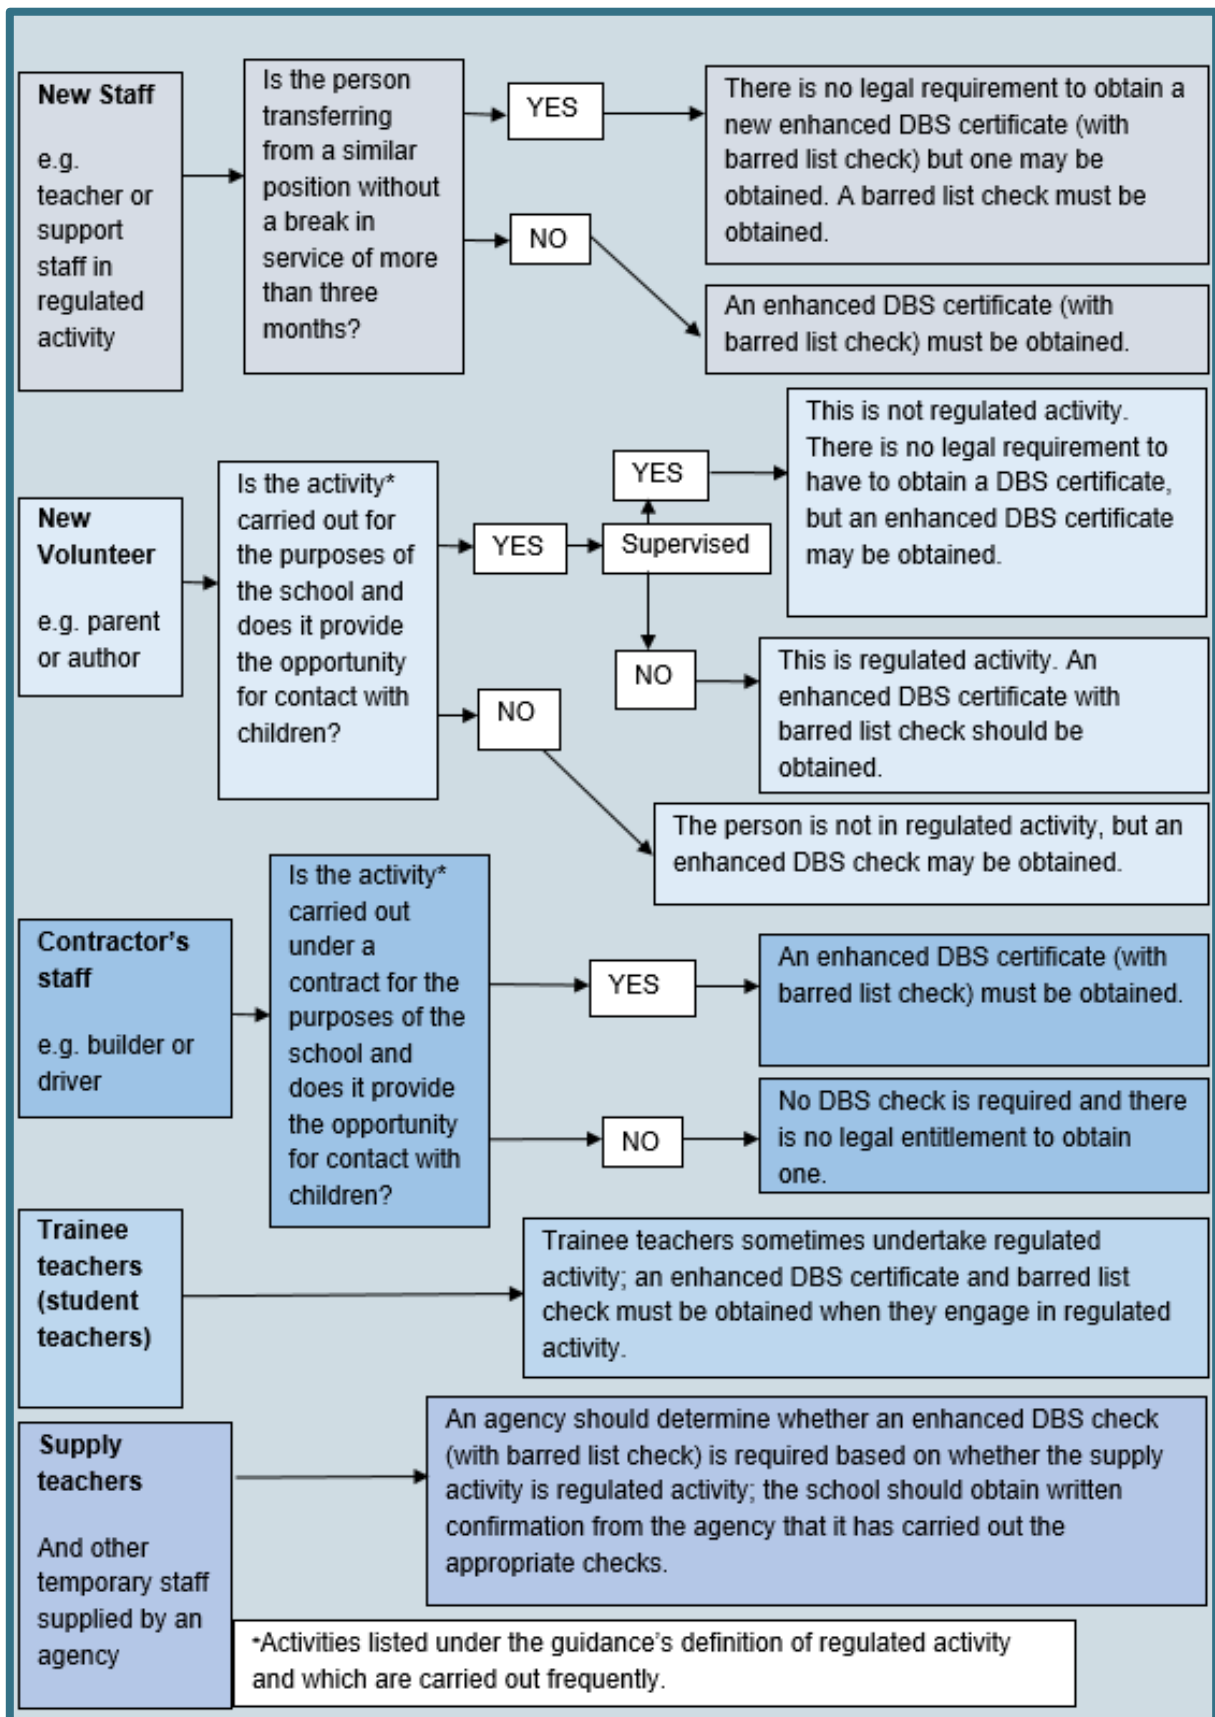 New Staff
e.g.
teacher or
support
staff in
regulated
activity
Is the person
transferring
from a similar
position without
a break in
service of more
than three
months?
YES
There is no legal requirement to obtain a
new enhanced DBS certificate (with
barred list check) but one may be
obtained. A barred list check must be
obtained.
NO
An enhanced DBS certificate (with
barred list check) must be obtained.
New
Volunteer
e.g. parent
or author
Is the activity*
carried out for
the purposes of
the school and
does it provide
the opportunity
for contact with
children?
YES
Supervised
YES
This is not regulated activity.
There is no legal requirement to
have to obtain a DBS certificate,
but an enhanced DBS certificate
may be obtained.
NO
This is regulated activity. An
enhanced DBS certificate with
barred list check should be
obtained.
NO
The person is not in regulated activity, but an
enhanced DBS check may be obtained.
Contractor's
staff
e.g. builder or
driver
Is the activity*
carried out
under a
contract for the
purposes of the
school and
does it provide
the opportunity
for contact with
children?
YES
An enhanced DBS certificate (with
barred list check) must be obtained.
NO
No DBS check is required and there
is no legal entitlement to obtain
one.
Trainee
teachers
(student
teachers)
Trainee teachers sometimes undertake regulated
activity; an enhanced DBS certificate and barred list
check must be obtained when they engage in regulated
activity.
Supply
teachers
And other
temporary staff
supplied by an
agency
An agency should determine whether an enhanced DBS check
(with barred list check) is required based on whether the supply
activity is regulated activity; the school should obtain written
confirmation from the agency that it has carried out the
appropriate checks.
*Activities listed under the guidance's definition of regulated activity
and which are carried out frequently.